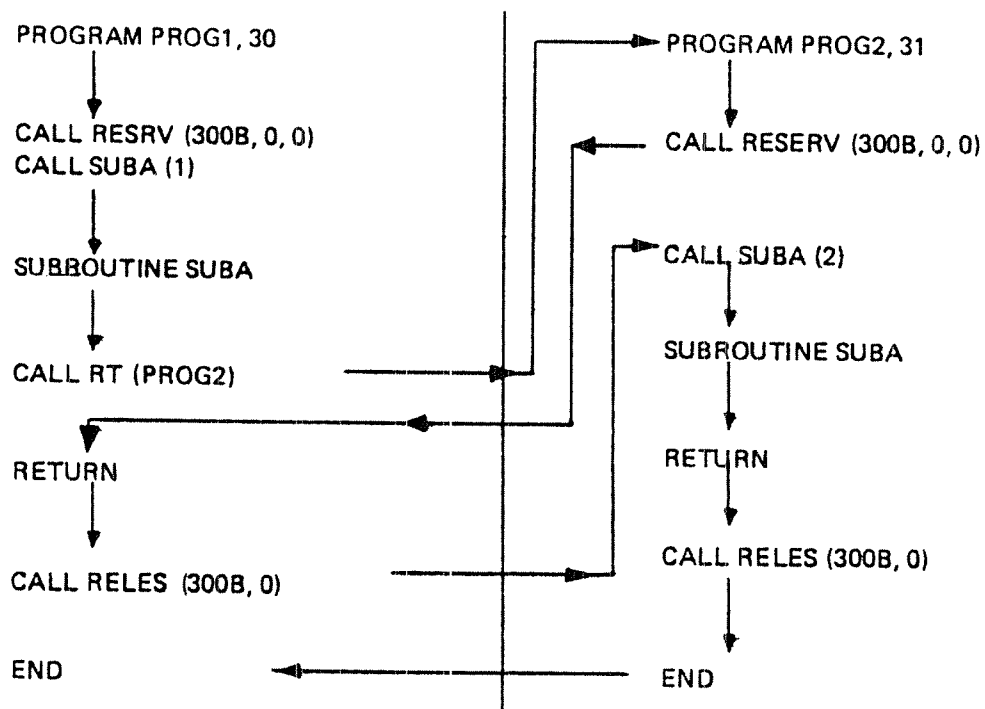 PROGRAM PROG1, 30
CALL RESRV (300B, 0, 0)
CALL SUBA (1)
SUBROUTINE SUBA
CALL RT (PROG2)
RETURN
CALL RELES (300B, 0)
END
PROGRAM PROG2, 31
CALL RESERV (300B, 0, 0)
CALL SUBA (2)
SUBROUTINE SUBA
RETURN
CALL RELES (300B, 0)
END